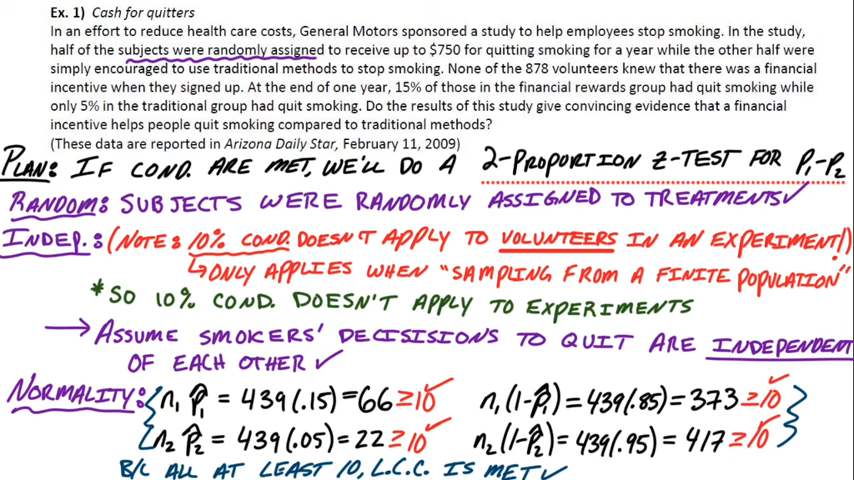 Ex. 1) Cash for quitters
In an effort to reduce health care costs, General Motors sponsored a study to help employees stop smoking. In the study,
half of the subjects were randomly assigned to receive up to $750 for quitting smoking for a year while the other half were
simply encouraged to use traditional methods to stop smoking. None of the 878 volunteers knew that there was a financial
incentive when they signed up. At the end of one year, 15% of those in the financial rewards group had quit smoking while
only 5% in the traditional group had quit smoking. Do the results of this study give convincing evidence that a financial
incentive helps people quit smoking compared to traditional methods?
(These data are reported in Arizona Daily Star, February 11, 2009)
PLAN: IF COND. ARE MET, WE'LL DO A 2-PROPORTION Z-TEST FOR P₁-P₂
RANDOM: SUBJECTS WERE RANDOMLY ASSIGNED TO TREATMENTS✓
INDEP.: (NOTE: 10% COND. DOESN'T APPLY TO VOLUNTEERS IN AN EXPERIMENT!)
↳ONLY APPLIES WHEN "SAMPLING FROM A FINITE POPULATION"
*SO 10% COND. DOESN'T APPLY TO EXPERIMENTS
→ ASSUME SMOKERS' DECISISIONS TO QUIT ARE INDEPENDENT
OF EACH OTHER ✓
NORMALITY: n₁ p̂₁ = 439(.15) = 66 ≥10✓ n₁(1-p̂₁) = 439(.85) = 373 ≥10✓
n₂ p̂₂ = 439(.05) = 22 ≥10✓ n₂(1-p̂₂) = 439(.95) = 417 ≥10✓
B/C ALL AT LEAST 10, L.C.C. IS MET✓